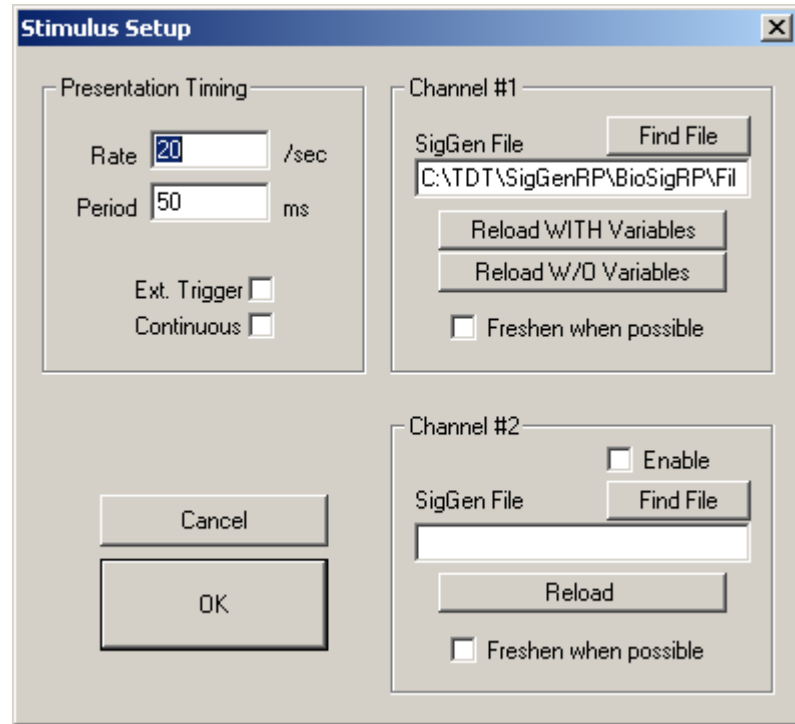 Stimulus Setup
Presentation Timing
Rate 20 /sec
Period 50 ms
Ext. Trigger
Continuous
Channel #1
SigGen File
Find File
C:\TDT\SigGenRP\BioSigRP\Fil
Reload WITH Variables
Reload W/O Variables
Freshen when possible
Channel #2
Enable
SigGen File
Find File
Reload
Freshen when possible
Cancel
OK